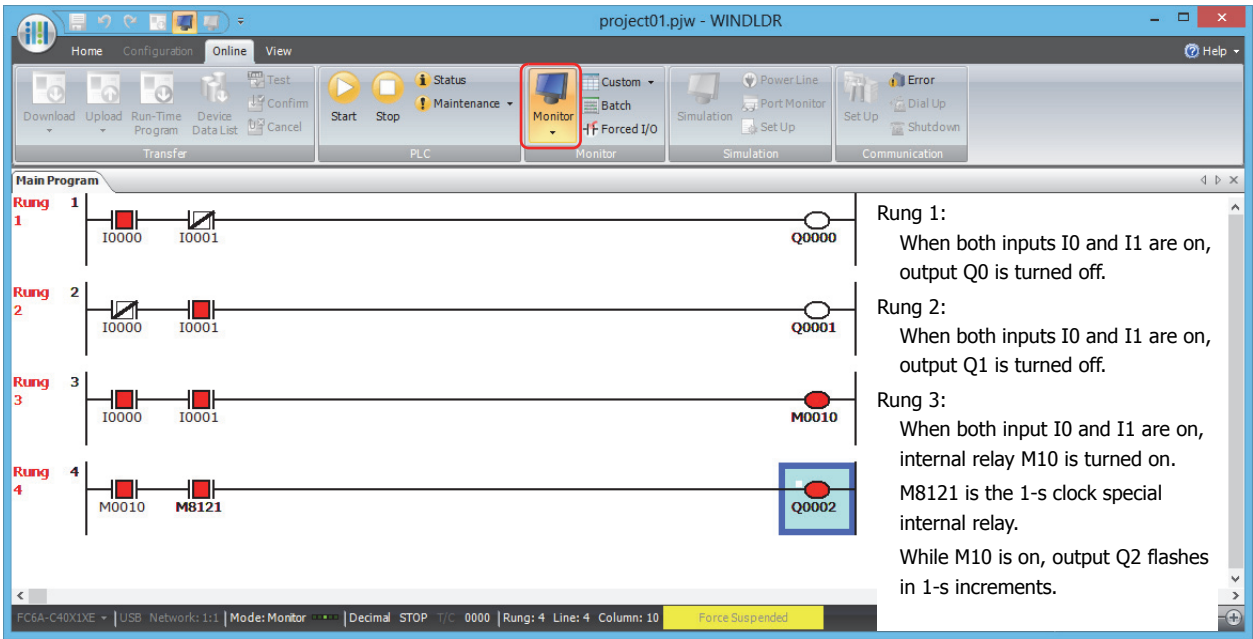 project01.pjw - WINDLDR
Home Configuration Online View Help
Download Upload Run-Time Program Device Data List Test Confirm Cancel
Transfer
Start Stop Status Maintenance
PLC
Monitor Custom Batch Forced I/O
Monitor
Simulation Power Line Port Monitor Set Up
Simulation
Set Up Error Dial Up Shutdown
Communication
Main Program
Rung 1
1
I0000 I0001 Q0000
Rung 2
2
I0000 I0001 Q0001
Rung 3
3
I0000 I0001 M0010
Rung 4
4
M0010 M8121 Q0002
Rung 1:
When both inputs I0 and I1 are on,
output Q0 is turned off.
Rung 2:
When both inputs I0 and I1 are on,
output Q1 is turned off.
Rung 3:
When both input I0 and I1 are on,
internal relay M10 is turned on.
M8121 is the 1-s clock special
internal relay.
While M10 is on, output Q2 flashes
in 1-s increments.
FC6A-C40X1XE USB Network: 1:1 Mode: Monitor Decimal STOP T/C 0000 Rung: 4 Line: 4 Column: 10 Force Suspended